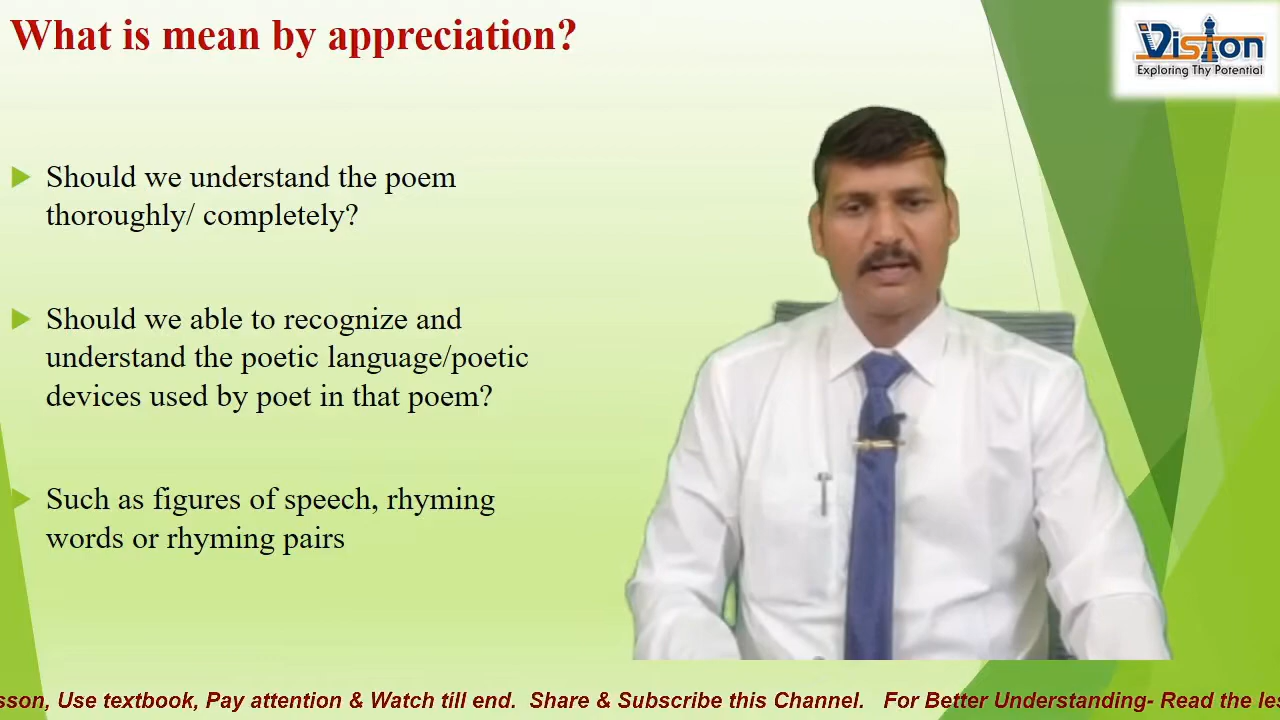 What is mean by appreciation?
Vision
Exploring Thy Potential
Should we understand the poem
thoroughly/ completely?
Should we able to recognize and
understand the poetic language/poetic
devices used by poet in that poem?
Such as figures of speech, rhyming
words or rhyming pairs
sson, Use textbook, Pay attention & Watch till end. Share & Subscribe this Channel. For Better Understanding- Read the les